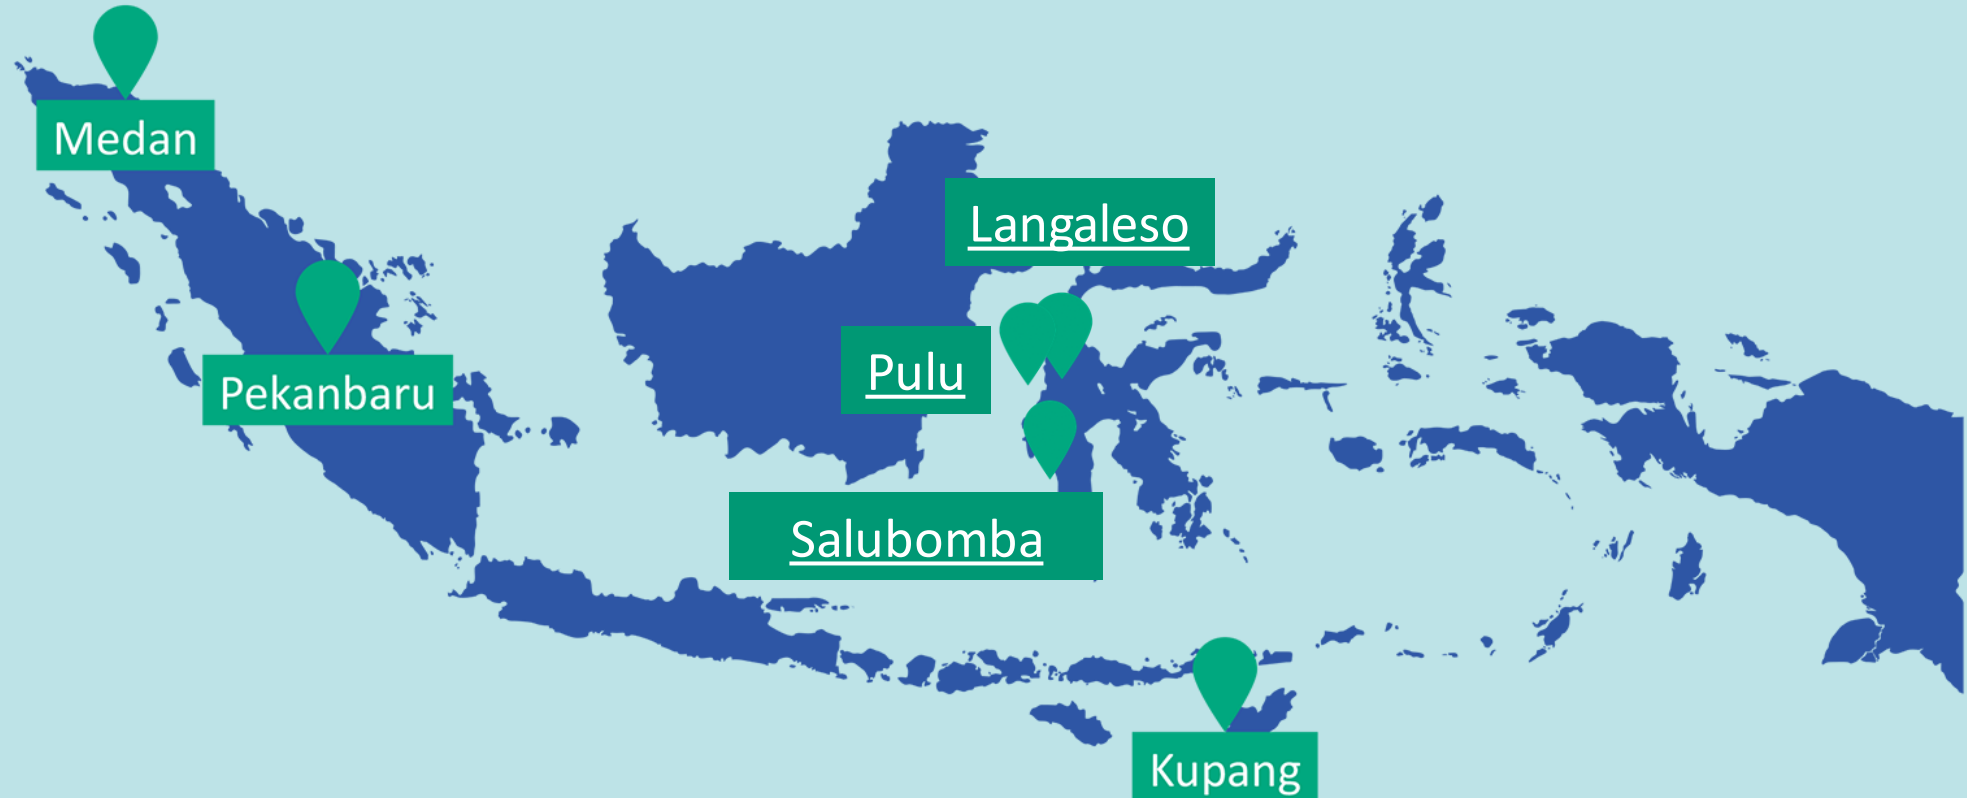 Medan
Langaleso
Pulu
Pekanbaru
Salubomba
Kupang